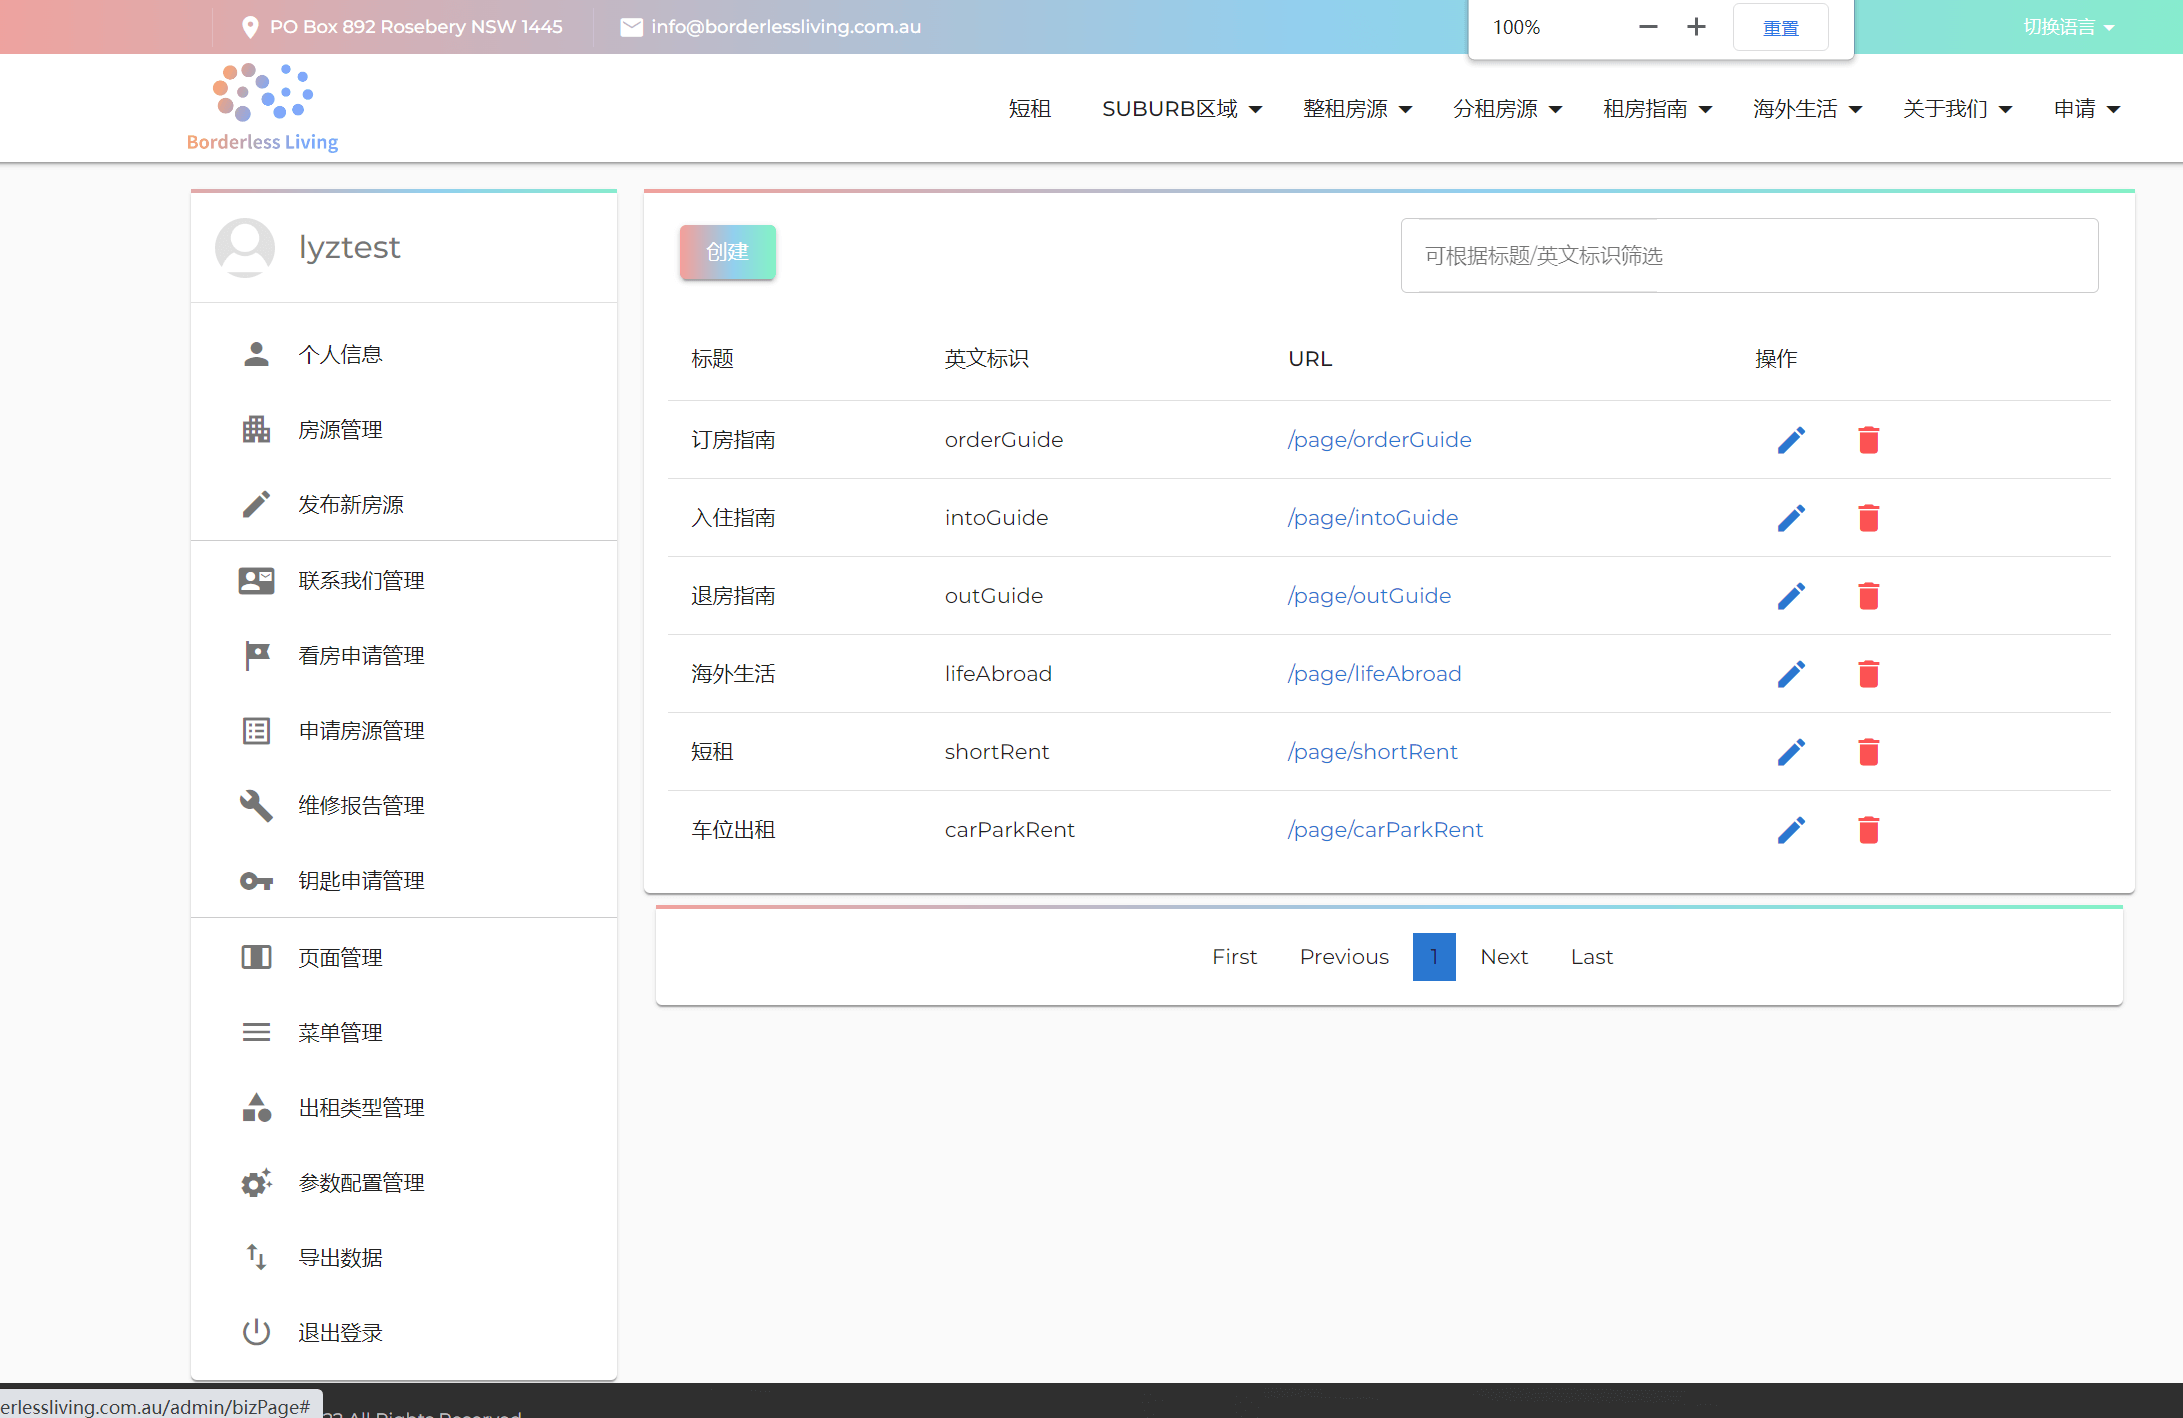 PO Box 892 Rosebery NSW 1445
info@borderlessliving.com.au
100%
重置
切换语言
Borderless Living
短租
SUBURB区域
整租房源
分租房源
租房指南
海外生活
关于我们
申请
lyztest
个人信息
房源管理
发布新房源
联系我们管理
看房申请管理
申请房源管理
维修报告管理
钥匙申请管理
页面管理
菜单管理
出租类型管理
参数配置管理
导出数据
退出登录
创建
可根据标题/英文标识筛选
标题 英文标识 URL 操作
订房指南 orderGuide /page/orderGuide
入住指南 intoGuide /page/intoGuide
退房指南 outGuide /page/outGuide
海外生活 lifeAbroad /page/lifeAbroad
短租 shortRent /page/shortRent
车位出租 carParkRent /page/carParkRent
First Previous 1 Next Last
erlessliving.com.au/admin/bizPage#
All Rights Reserved